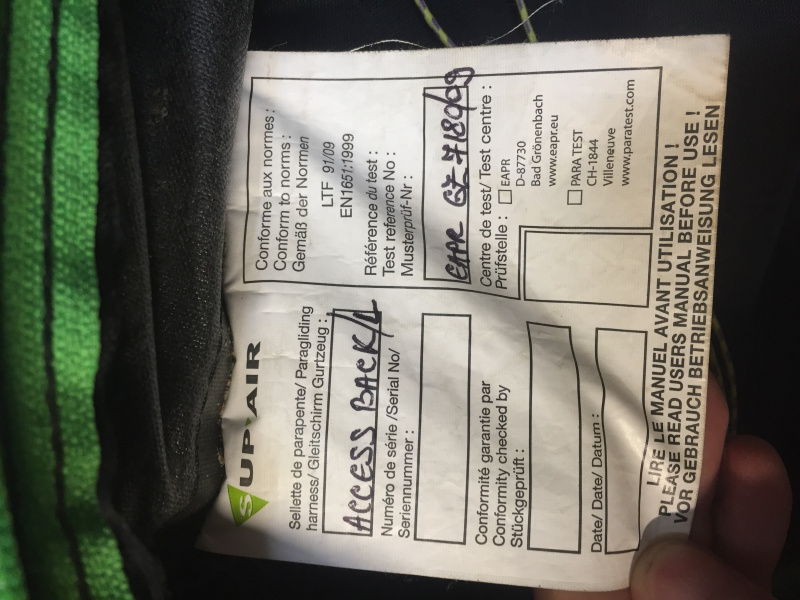 SUP'AIR
Sellette de parapente/ Paragliding
harness/ Gleitschirm Gurtzeug :
ACCESS BACK/L
Numéro de série /Serial No/
Seriennummer :
Conformité garantie par
Conformity checked by
Stückgeprüft :
Date/ Date/ Datum :
Conforme aux normes :
Conform to norms :
Gemäß der Normen
LTF 91/09
EN1651:1999
Référence du test :
Test reference No :
Musterprüf-Nr :
EAPR GZ 7180/09
Centre de test/ Test centre :
Prüfstelle :
EAPR
D-87730
Bad Grönenbach
www.eapr.eu
PARA TEST
CH-1844
Villeneuve
www.paratest.com
LIRE LE MANUEL AVANT UTILISATION !
PLEASE READ USERS MANUAL BEFORE USE !
VOR GEBRAUCH BETRIEBSANWEISUNG LESEN